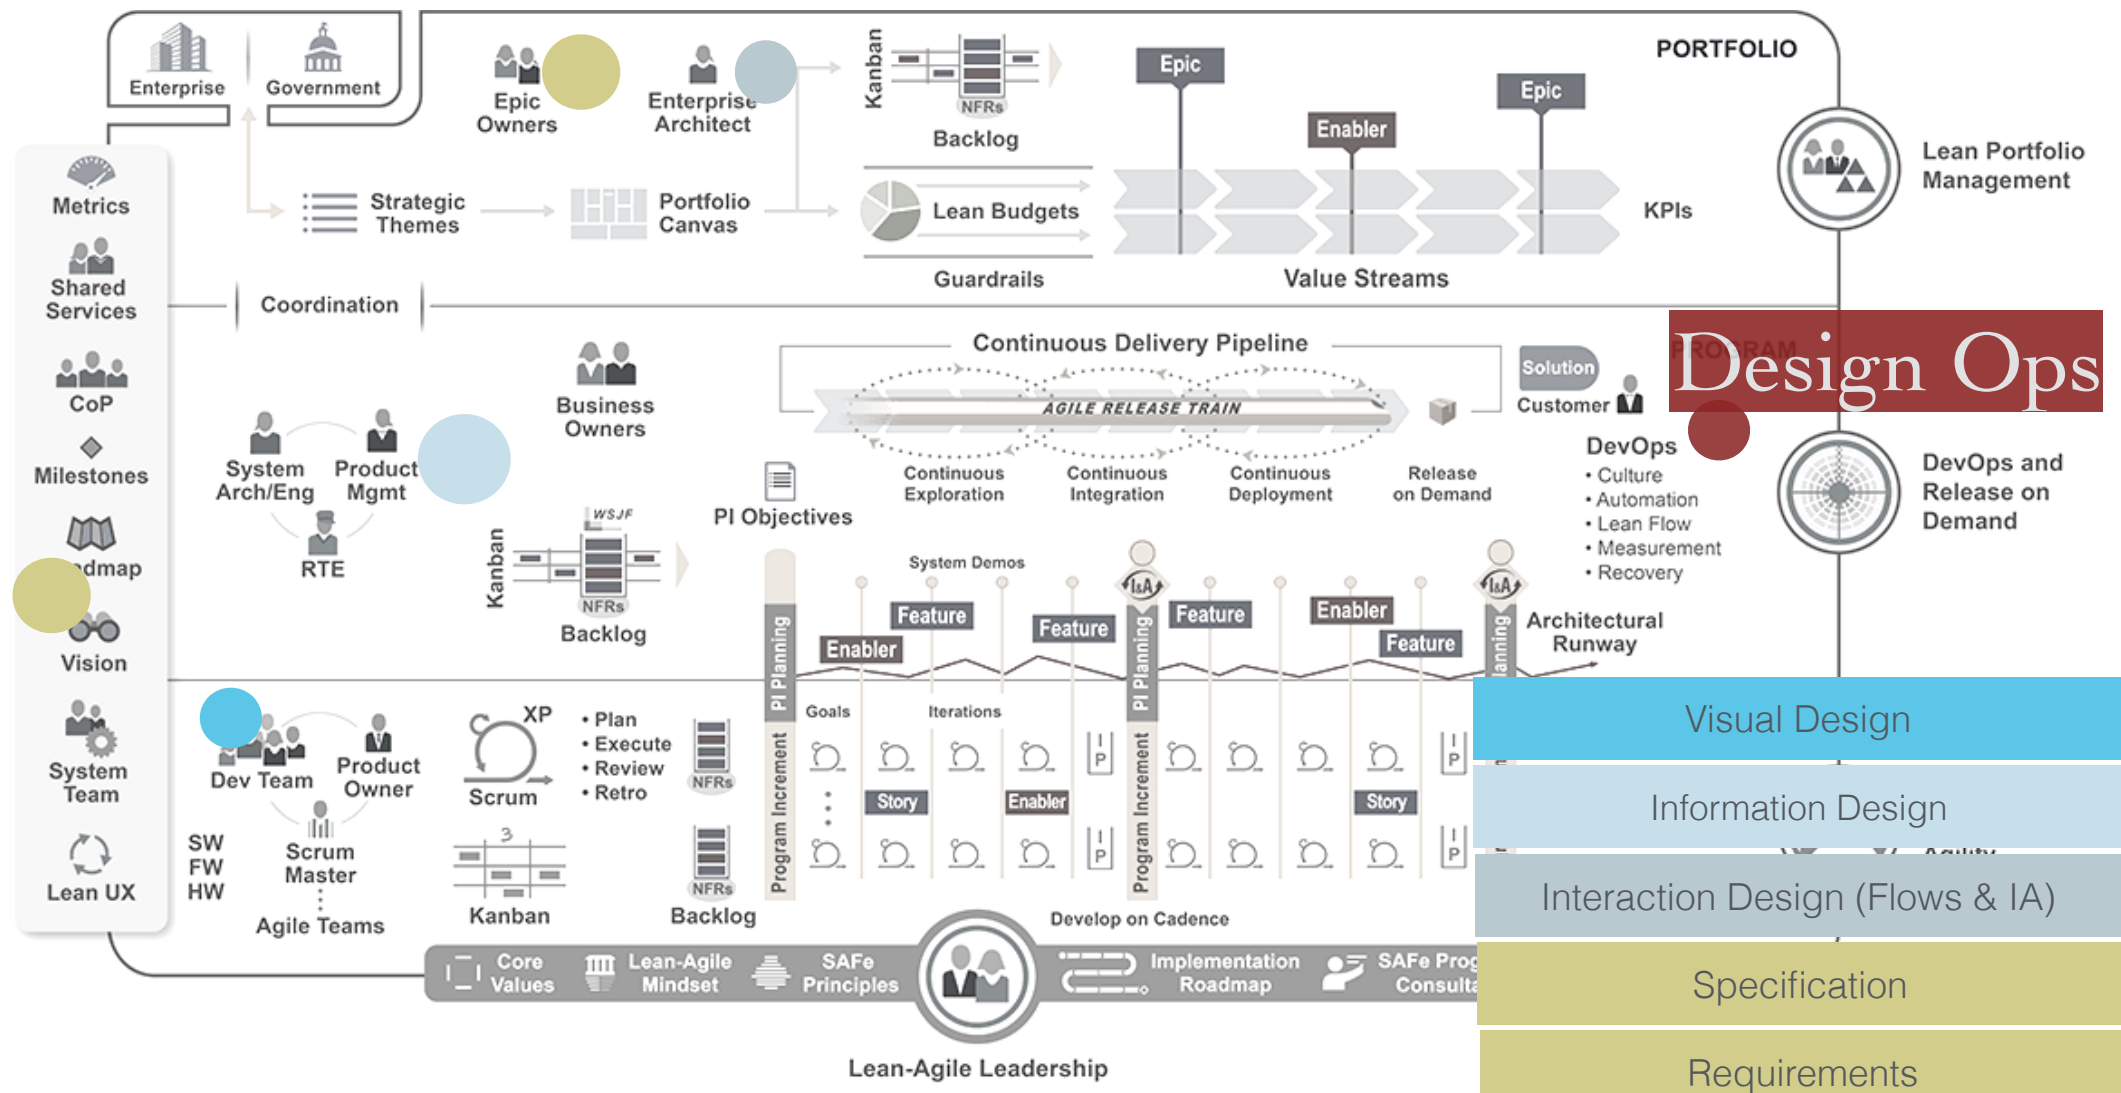 Enterprise
Government
Epic
Owners
Enterprise
Architect
Kanban
NFRs
Backlog
Epic
Enabler
Epic
PORTFOLIO
Lean Portfolio
Management
Strategic
Themes
Portfolio
Canvas
Lean Budgets
Guardrails
Value Streams
KPIs
Metrics
Shared
Services
CoP
Milestones
Vision
System
Team
Lean UX
Coordination
Business
Owners
System
Arch/Eng
Product
Mgmt
RTE
Kanban
WSJF
NFRs
Backlog
PI Objectives
Continuous Delivery Pipeline
AGILE RELEASE TRAIN
Continuous
Exploration
Continuous
Integration
Continuous
Deployment
Release
on Demand
Solution
Customer
PROGRAM
Design Ops
DevOps
• Culture
• Automation
• Lean Flow
• Measurement
• Recovery
DevOps and
Release on
Demand
System Demos
Enabler
Feature
Feature
I&A
Feature
Enabler
Feature
I&A
Architectural
Runway
PI Planning
PI Planning
Dev Team
Product
Owner
Scrum
Master
Agile Teams
SW
FW
HW
XP
Scrum
• Plan
• Execute
• Review
• Retro
3
Kanban
NFRs
NFRs
Backlog
Program Increment
Goals
Iterations
Story
Enabler
I
P
I
P
Program Increment
Story
I
P
I
P
Develop on Cadence
Visual Design
Information Design
Agility
Interaction Design (Flows & IA)
Specification
Requirements
Core
Values
Lean-Agile
Mindset
SAFe
Principles
Implementation
Roadmap
SAFe
Lean-Agile Leadership